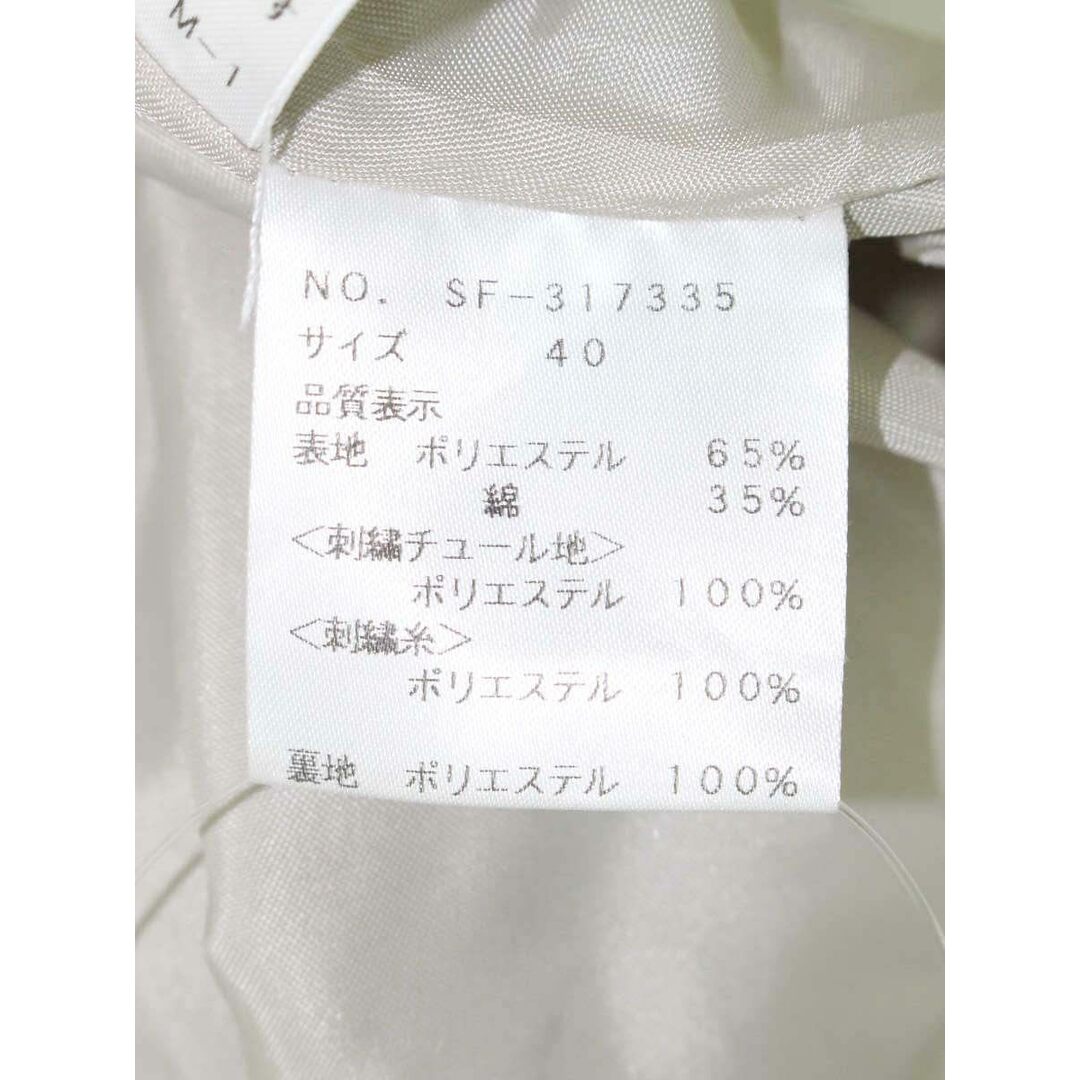 M-1
NO. SF-317335
サイズ 40
品質表示
表地 ポリエステル 65%
綿 35%
<刺繍チュール地>
ポリエステル 100%
<刺繍糸>
ポリエステル 100%
裏地 ポリエステル 100%